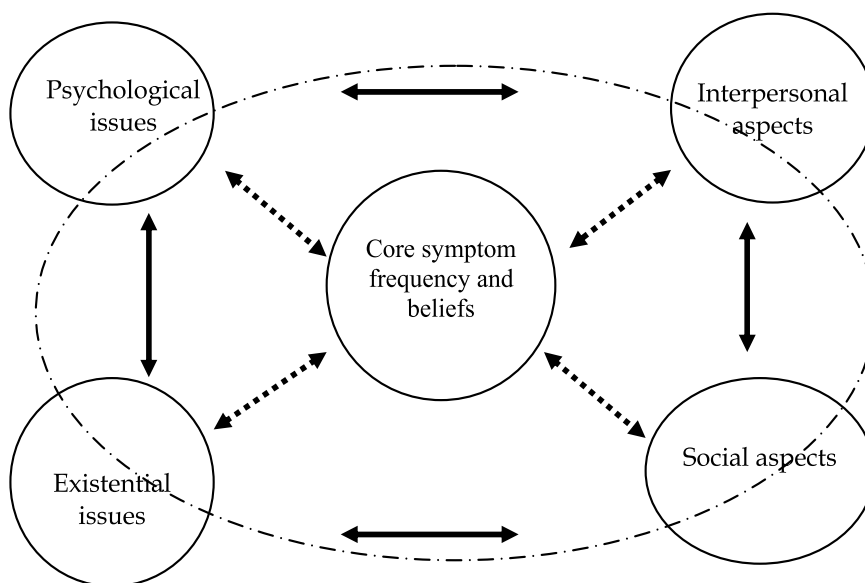 Psychological
issues
Interpersonal
aspects
Core symptom
frequency and
beliefs
Existential
issues
Social aspects